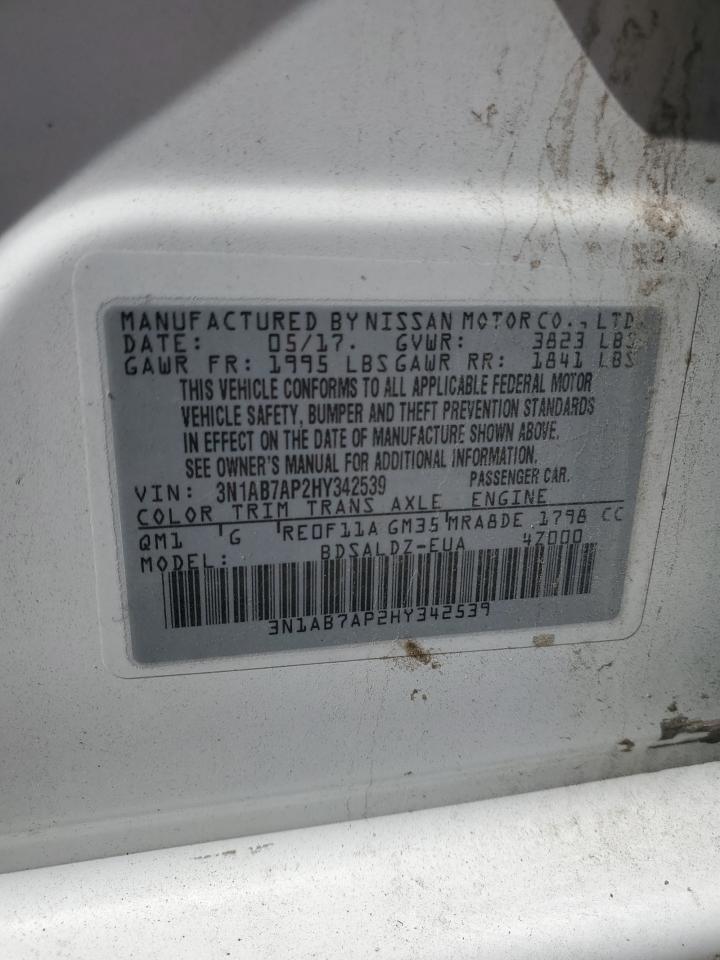 MANUFACTURED BY NISSAN MOTOR CO., LTD.
DATE: 05/17. GVWR: 3823 LBS
GAWR FR: 1995 LBS GAWR RR: 1841 LBS
THIS VEHICLE CONFORMS TO ALL APPLICABLE FEDERAL MOTOR
VEHICLE SAFETY, BUMPER AND THEFT PREVENTION STANDARDS
IN EFFECT ON THE DATE OF MANUFACTURE SHOWN ABOVE.
SEE OWNER'S MANUAL FOR ADDITIONAL INFORMATION.
VIN: 3N1AB7AP2HY342539 PASSENGER CAR.
COLOR TRIM TRANS AXLE ENGINE
QM1 G RE0F11A GM35 MRA8DE 1798 CC
MODEL: BDSALDZ-EUA 47000
3N1AB7AP2HY342539